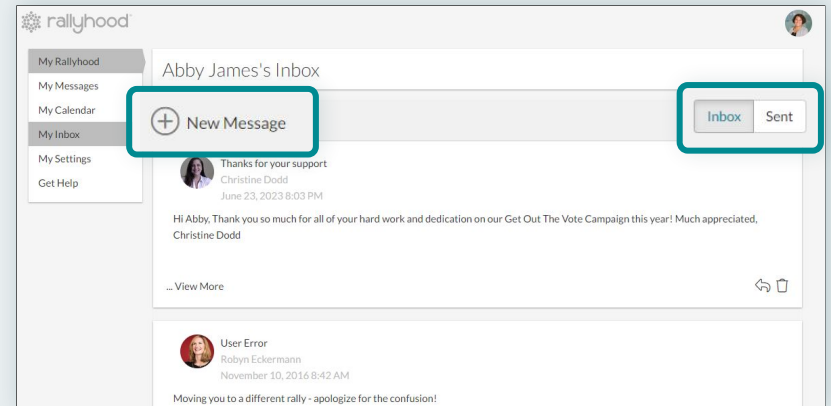 rallyhood
My Rallyhood
My Messages
My Calendar
My Inbox
My Settings
Get Help
Abby James's Inbox
New Message
Inbox Sent
Thanks for your support
Christine Dodd
June 23, 2023 8:03 PM
Hi Abby, Thank you so much for all of your hard work and dedication on our Get Out The Vote Campaign this year! Much appreciated,
Christine Dodd
... View More
User Error
Robyn Eckermann
November 10, 2016 8:42 AM
Moving you to a different rally - apologize for the confusion!